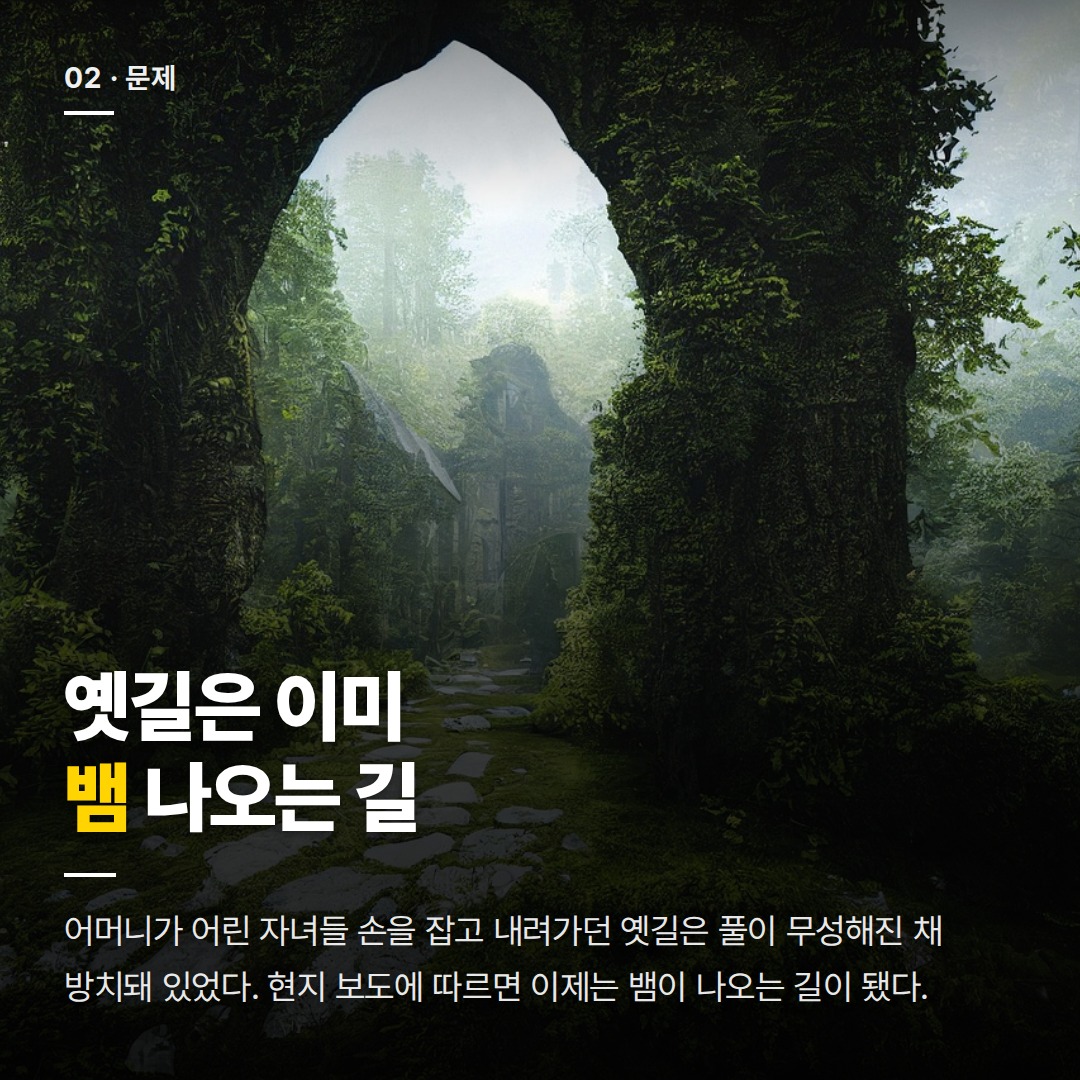 02 · 문제
옛길은 이미
뱀 나오는 길
어머니가 어린 자녀들 손을 잡고 내려가던 옛길은 풀이 무성해진 채
방치돼 있었다. 현지 보도에 따르면 이제는 뱀이 나오는 길이 됐다.